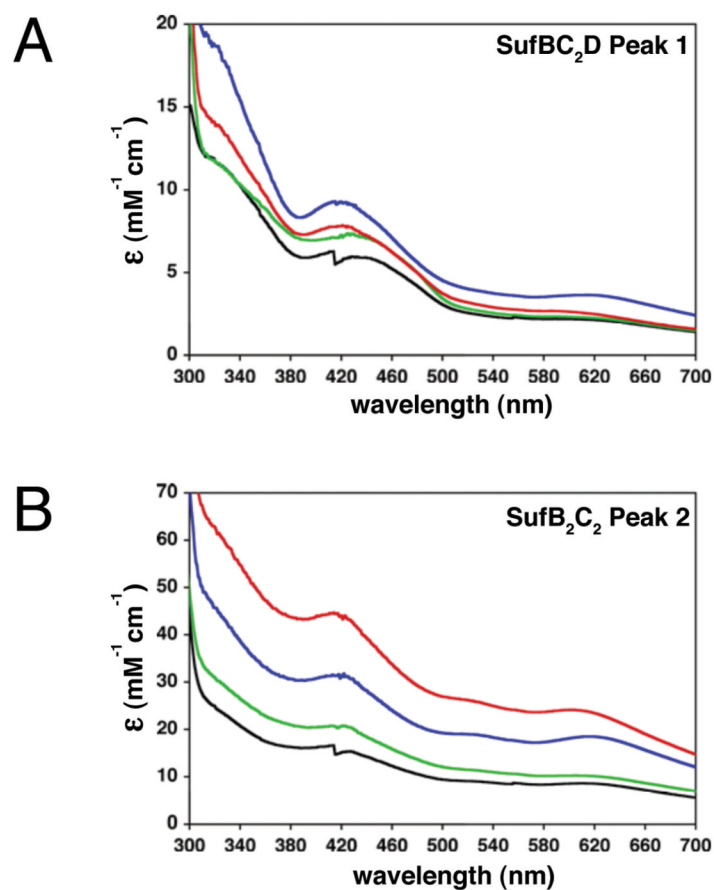 A
SufBC₂D Peak 1
20
15
10
5
0
ε (mM⁻¹ cm⁻¹)
300 340 380 420 460 500 540 580 620 660 700
wavelength (nm)
B
SufB₂C₂ Peak 2
70
60
50
40
30
20
10
0
ε (mM⁻¹ cm⁻¹)
300 340 380 420 460 500 540 580 620 660 700
wavelength (nm)